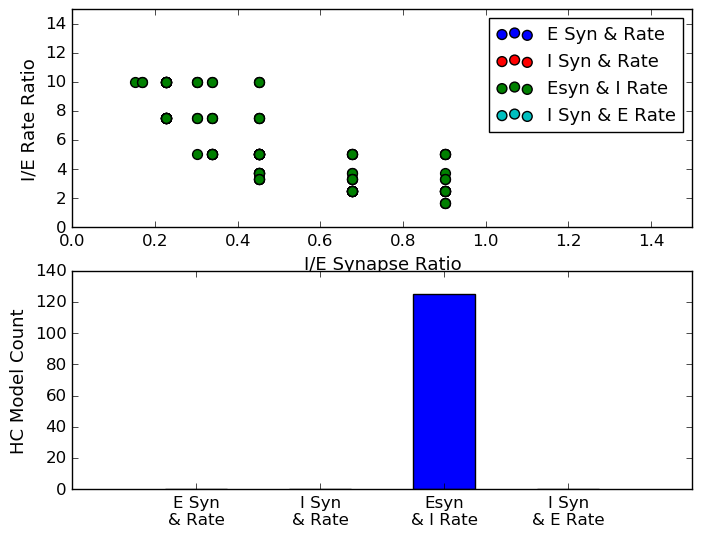 14
12
10
8
6
4
2
0
I/E Rate Ratio
E Syn & Rate
I Syn & Rate
Esyn & I Rate
I Syn & E Rate
0.0 0.2 0.4 0.6 0.8 1.0 1.2 1.4
I/E Synapse Ratio
140
120
100
80
60
40
20
0
HC Model Count
E Syn I Syn Esyn I Syn
& Rate & Rate & I Rate & E Rate